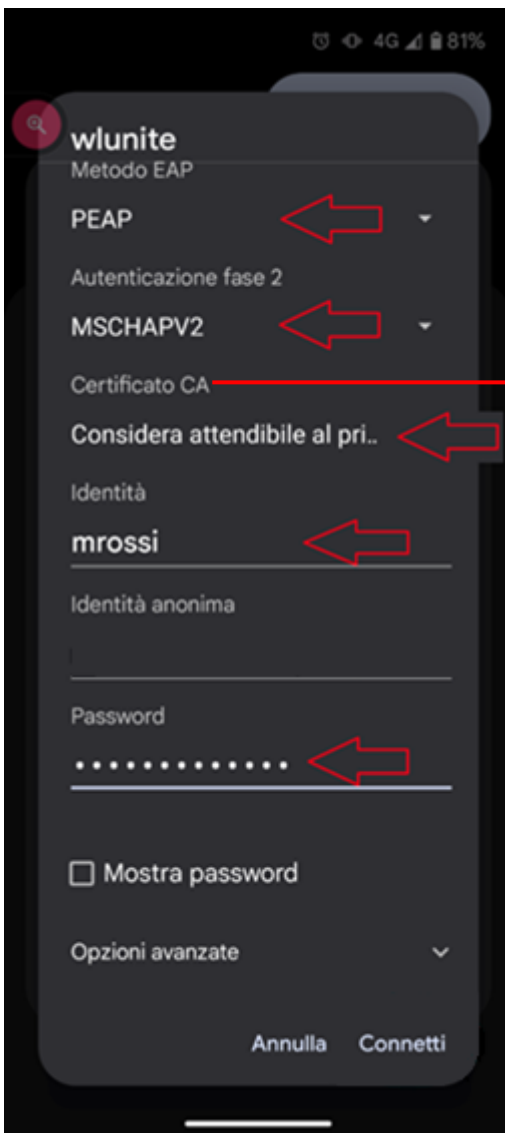 4G 81%
wlunite
Metodo EAP
PEAP
Autenticazione fase 2
MSCHAPV2
Certificato CA
Considera attendibile al pri..
Identità
mrossi
Identità anonima
Password
•••••••••••••
Mostra password
Opzioni avanzate
Annulla Connetti